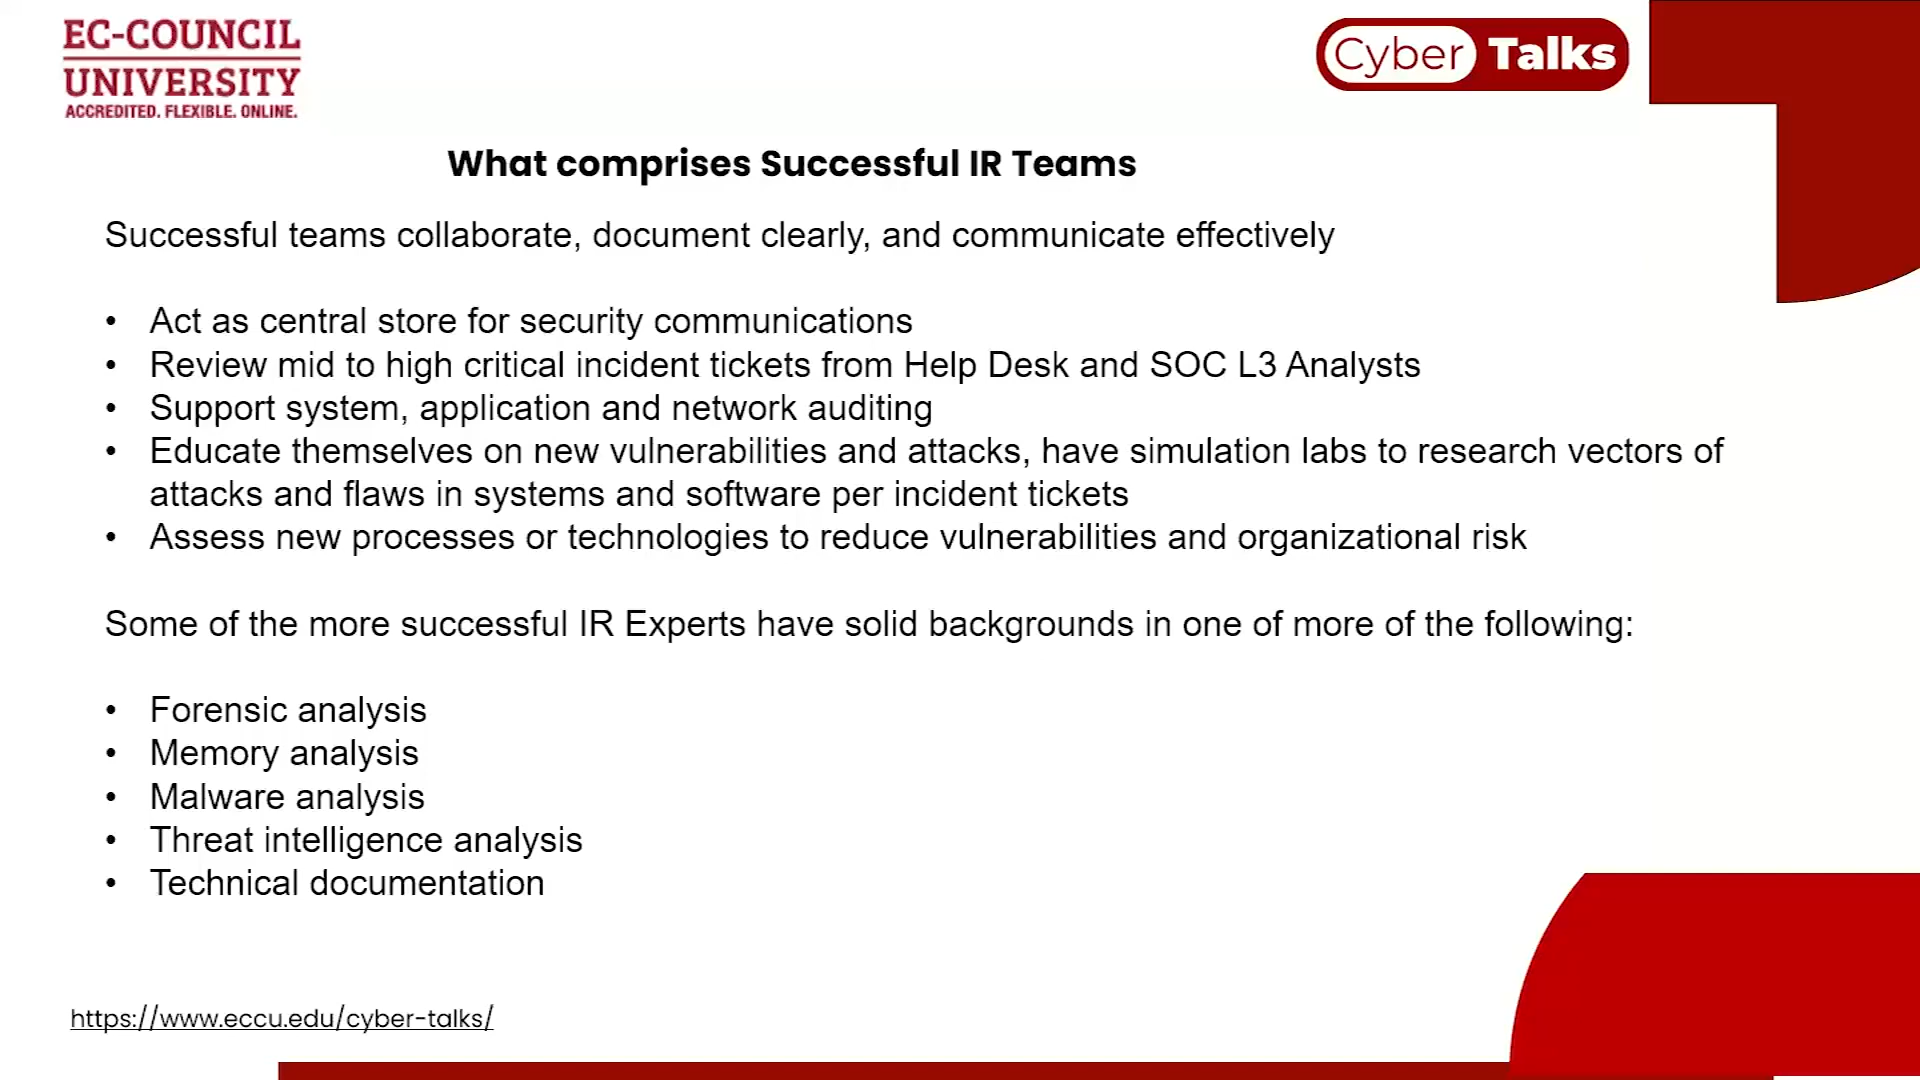 EC-COUNCIL
UNIVERSITY
ACCREDITED. FLEXIBLE. ONLINE.
Cyber Talks
What comprises Successful IR Teams
Successful teams collaborate, document clearly, and communicate effectively
• Act as central store for security communications
• Review mid to high critical incident tickets from Help Desk and SOC L3 Analysts
• Support system, application and network auditing
• Educate themselves on new vulnerabilities and attacks, have simulation labs to research vectors of
attacks and flaws in systems and software per incident tickets
• Assess new processes or technologies to reduce vulnerabilities and organizational risk
Some of the more successful IR Experts have solid backgrounds in one of more of the following:
• Forensic analysis
• Memory analysis
• Malware analysis
• Threat intelligence analysis
• Technical documentation
https://www.eccu.edu/cyber-talks/